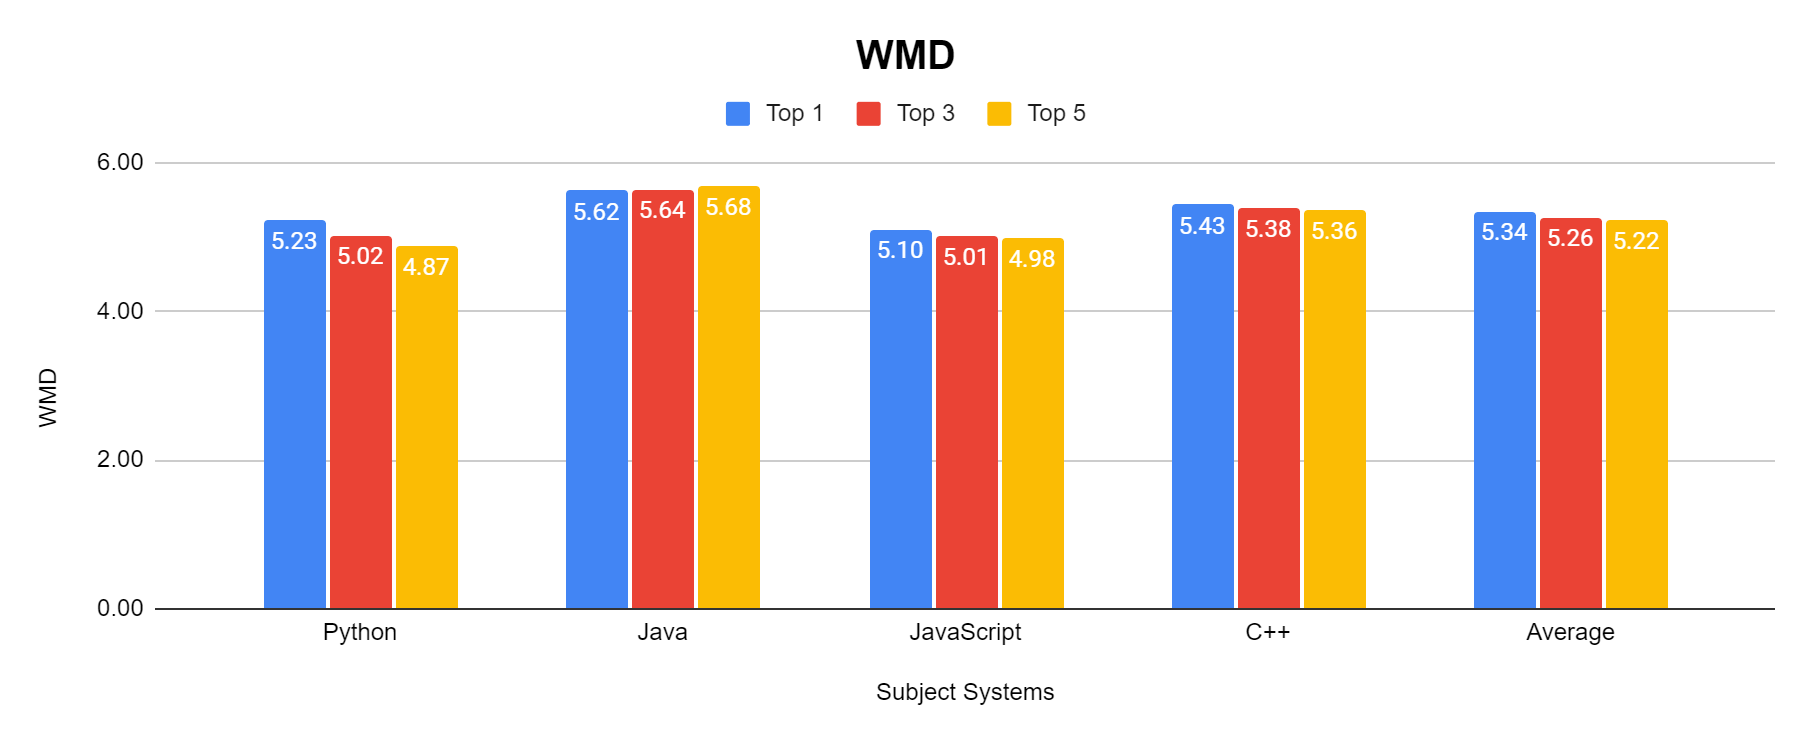 WMD
Top 1 Top 3 Top 5
6.00
4.00
2.00
0.00
WMD
5.23 5.02 4.87
5.62 5.64 5.68
5.10 5.01 4.98
5.43 5.38 5.36
5.34 5.26 5.22
Python Java JavaScript C++ Average
Subject Systems